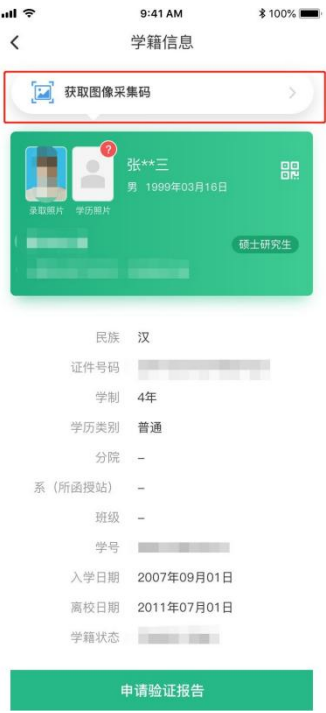 9:41 AM
100%
学籍信息
获取图像采集码
?
张**三
男 1999年03月16日
录取照片 学历照片
硕士研究生
民族 汉
证件号码
学制 4年
学历类别 普通
分院 –
系（所函授站） –
班级 –
学号
入学日期 2007年09月01日
离校日期 2011年07月01日
学籍状态
申请验证报告